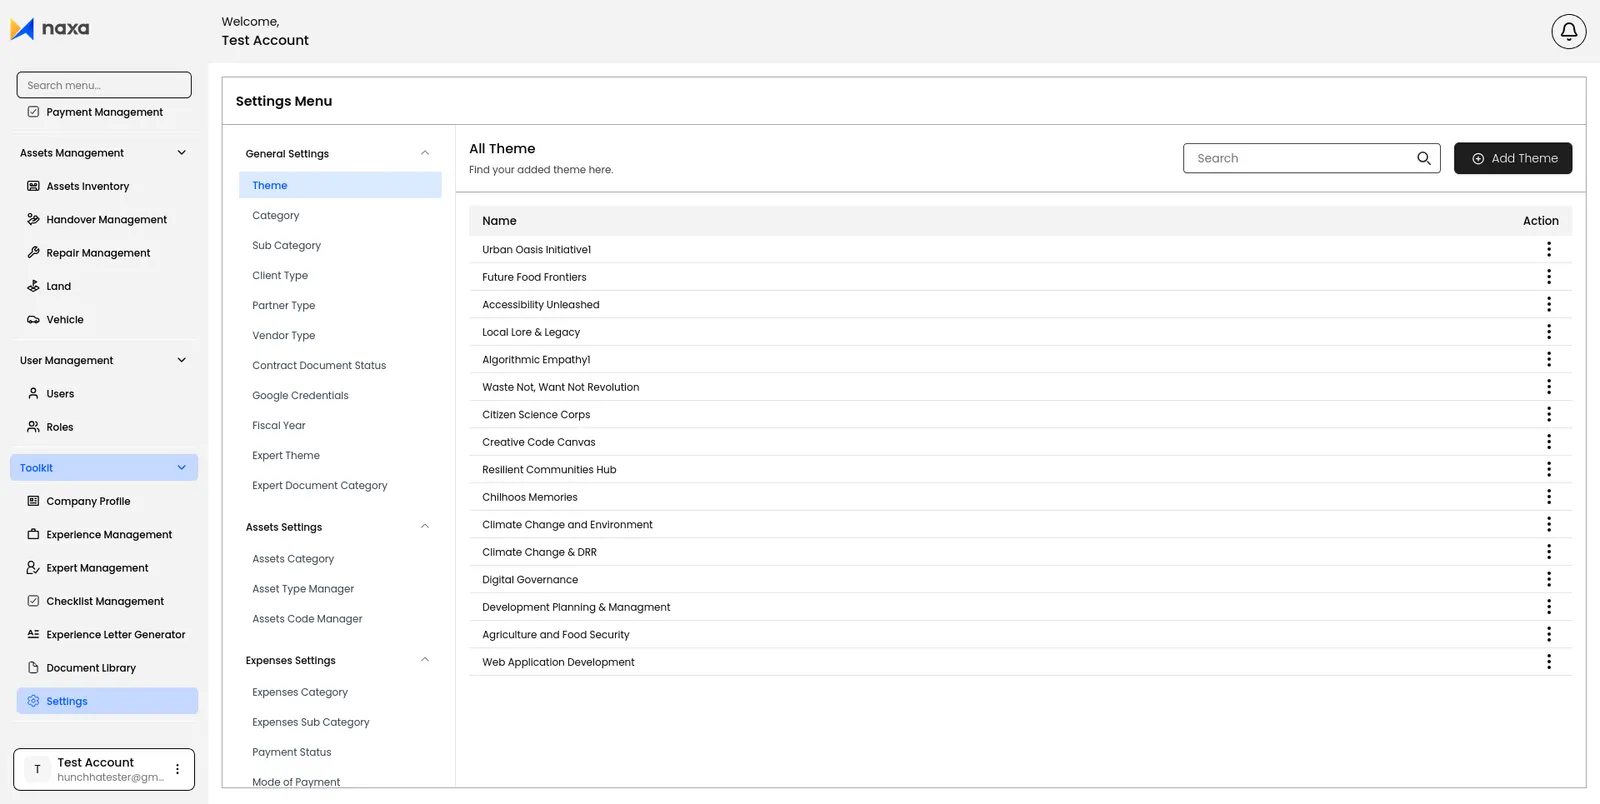 naxa
Welcome,
Test Account
Search menu...
Payment Management
Assets Management
Assets Inventory
Handover Management
Repair Management
Land
Vehicle
User Management
Users
Roles
Toolkit
Company Profile
Experience Management
Expert Management
Checklist Management
Experience Letter Generator
Document Library
Settings
T
Test Account
hunchhatester@gm...
Settings Menu
General Settings
Theme
Category
Sub Category
Client Type
Partner Type
Vendor Type
Contract Document Status
Google Credentials
Fiscal Year
Expert Theme
Expert Document Category
Assets Settings
Assets Category
Asset Type Manager
Assets Code Manager
Expenses Settings
Expenses Category
Expenses Sub Category
Payment Status
Mode of Payment
All Theme
Find your added theme here.
Search
Add Theme
Name Action
Urban Oasis Initiative1
Future Food Frontiers
Accessibility Unleashed
Local Lore & Legacy
Algorithmic Empathy1
Waste Not, Want Not Revolution
Citizen Science Corps
Creative Code Canvas
Resilient Communities Hub
Chilhoos Memories
Climate Change and Environment
Climate Change & DRR
Digital Governance
Development Planning & Managment
Agriculture and Food Security
Web Application Development